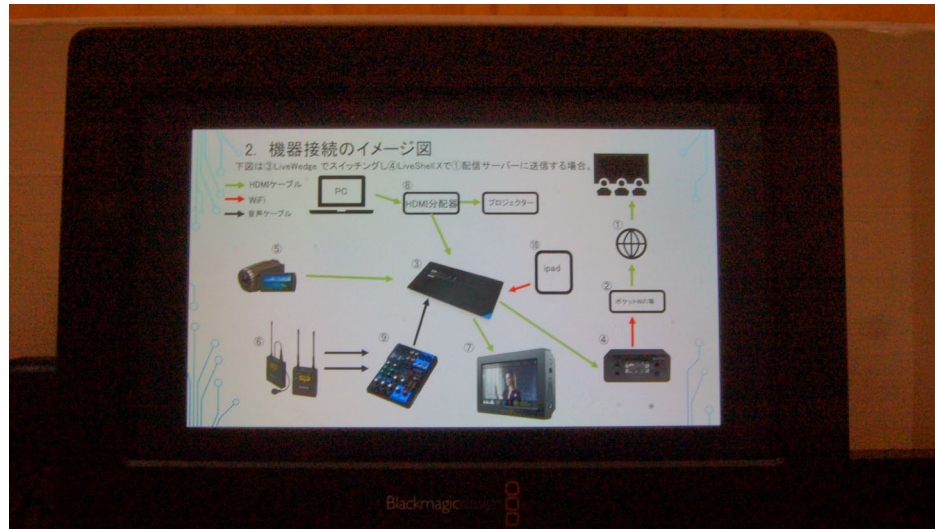 2. 機器接続のイメージ図
下図は③LiveWedge でスイッチングし④LiveShellXで①配信サーバーに送信する場合。
HDMIケーブル
WiFi
音声ケーブル
PC
⑧
HDMI分配器
プロジェクター
①
⑤
③
⑩
ipad
②
ポケットWiFi等
⑥
⑨
⑦
④
Blackmagicdesign